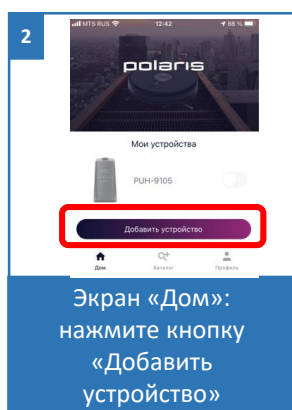 2
MTS RUS 12:42 88 %
polaris
Мои устройства
PUH-9105
Добавить устройство
Дом Каталог Профиль
Экран «Дом»:
нажмите кнопку
«Добавить
устройство»